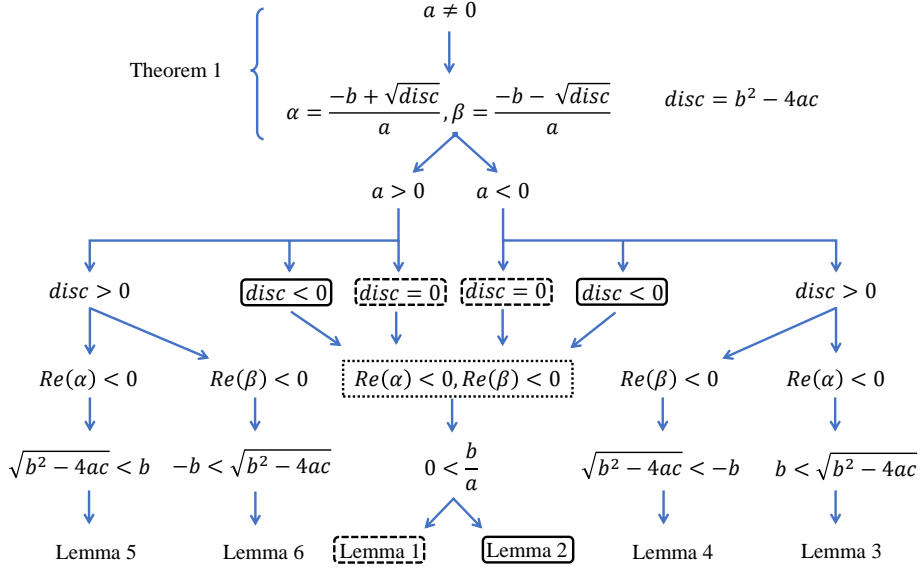 a ≠ 0
Theorem 1
α = (-b + √disc)/a, β = (-b - √disc)/a
disc = b² − 4ac
a > 0 a < 0
disc > 0 disc < 0 disc = 0 disc = 0 disc < 0 disc > 0
Re(α) < 0 Re(β) < 0 Re(α) < 0, Re(β) < 0 Re(β) < 0 Re(α) < 0
√(b² − 4ac) < b −b < √(b² − 4ac) 0 < b/a √(b² − 4ac) < −b b < √(b² − 4ac)
Lemma 5 Lemma 6 Lemma 1 Lemma 2 Lemma 4 Lemma 3